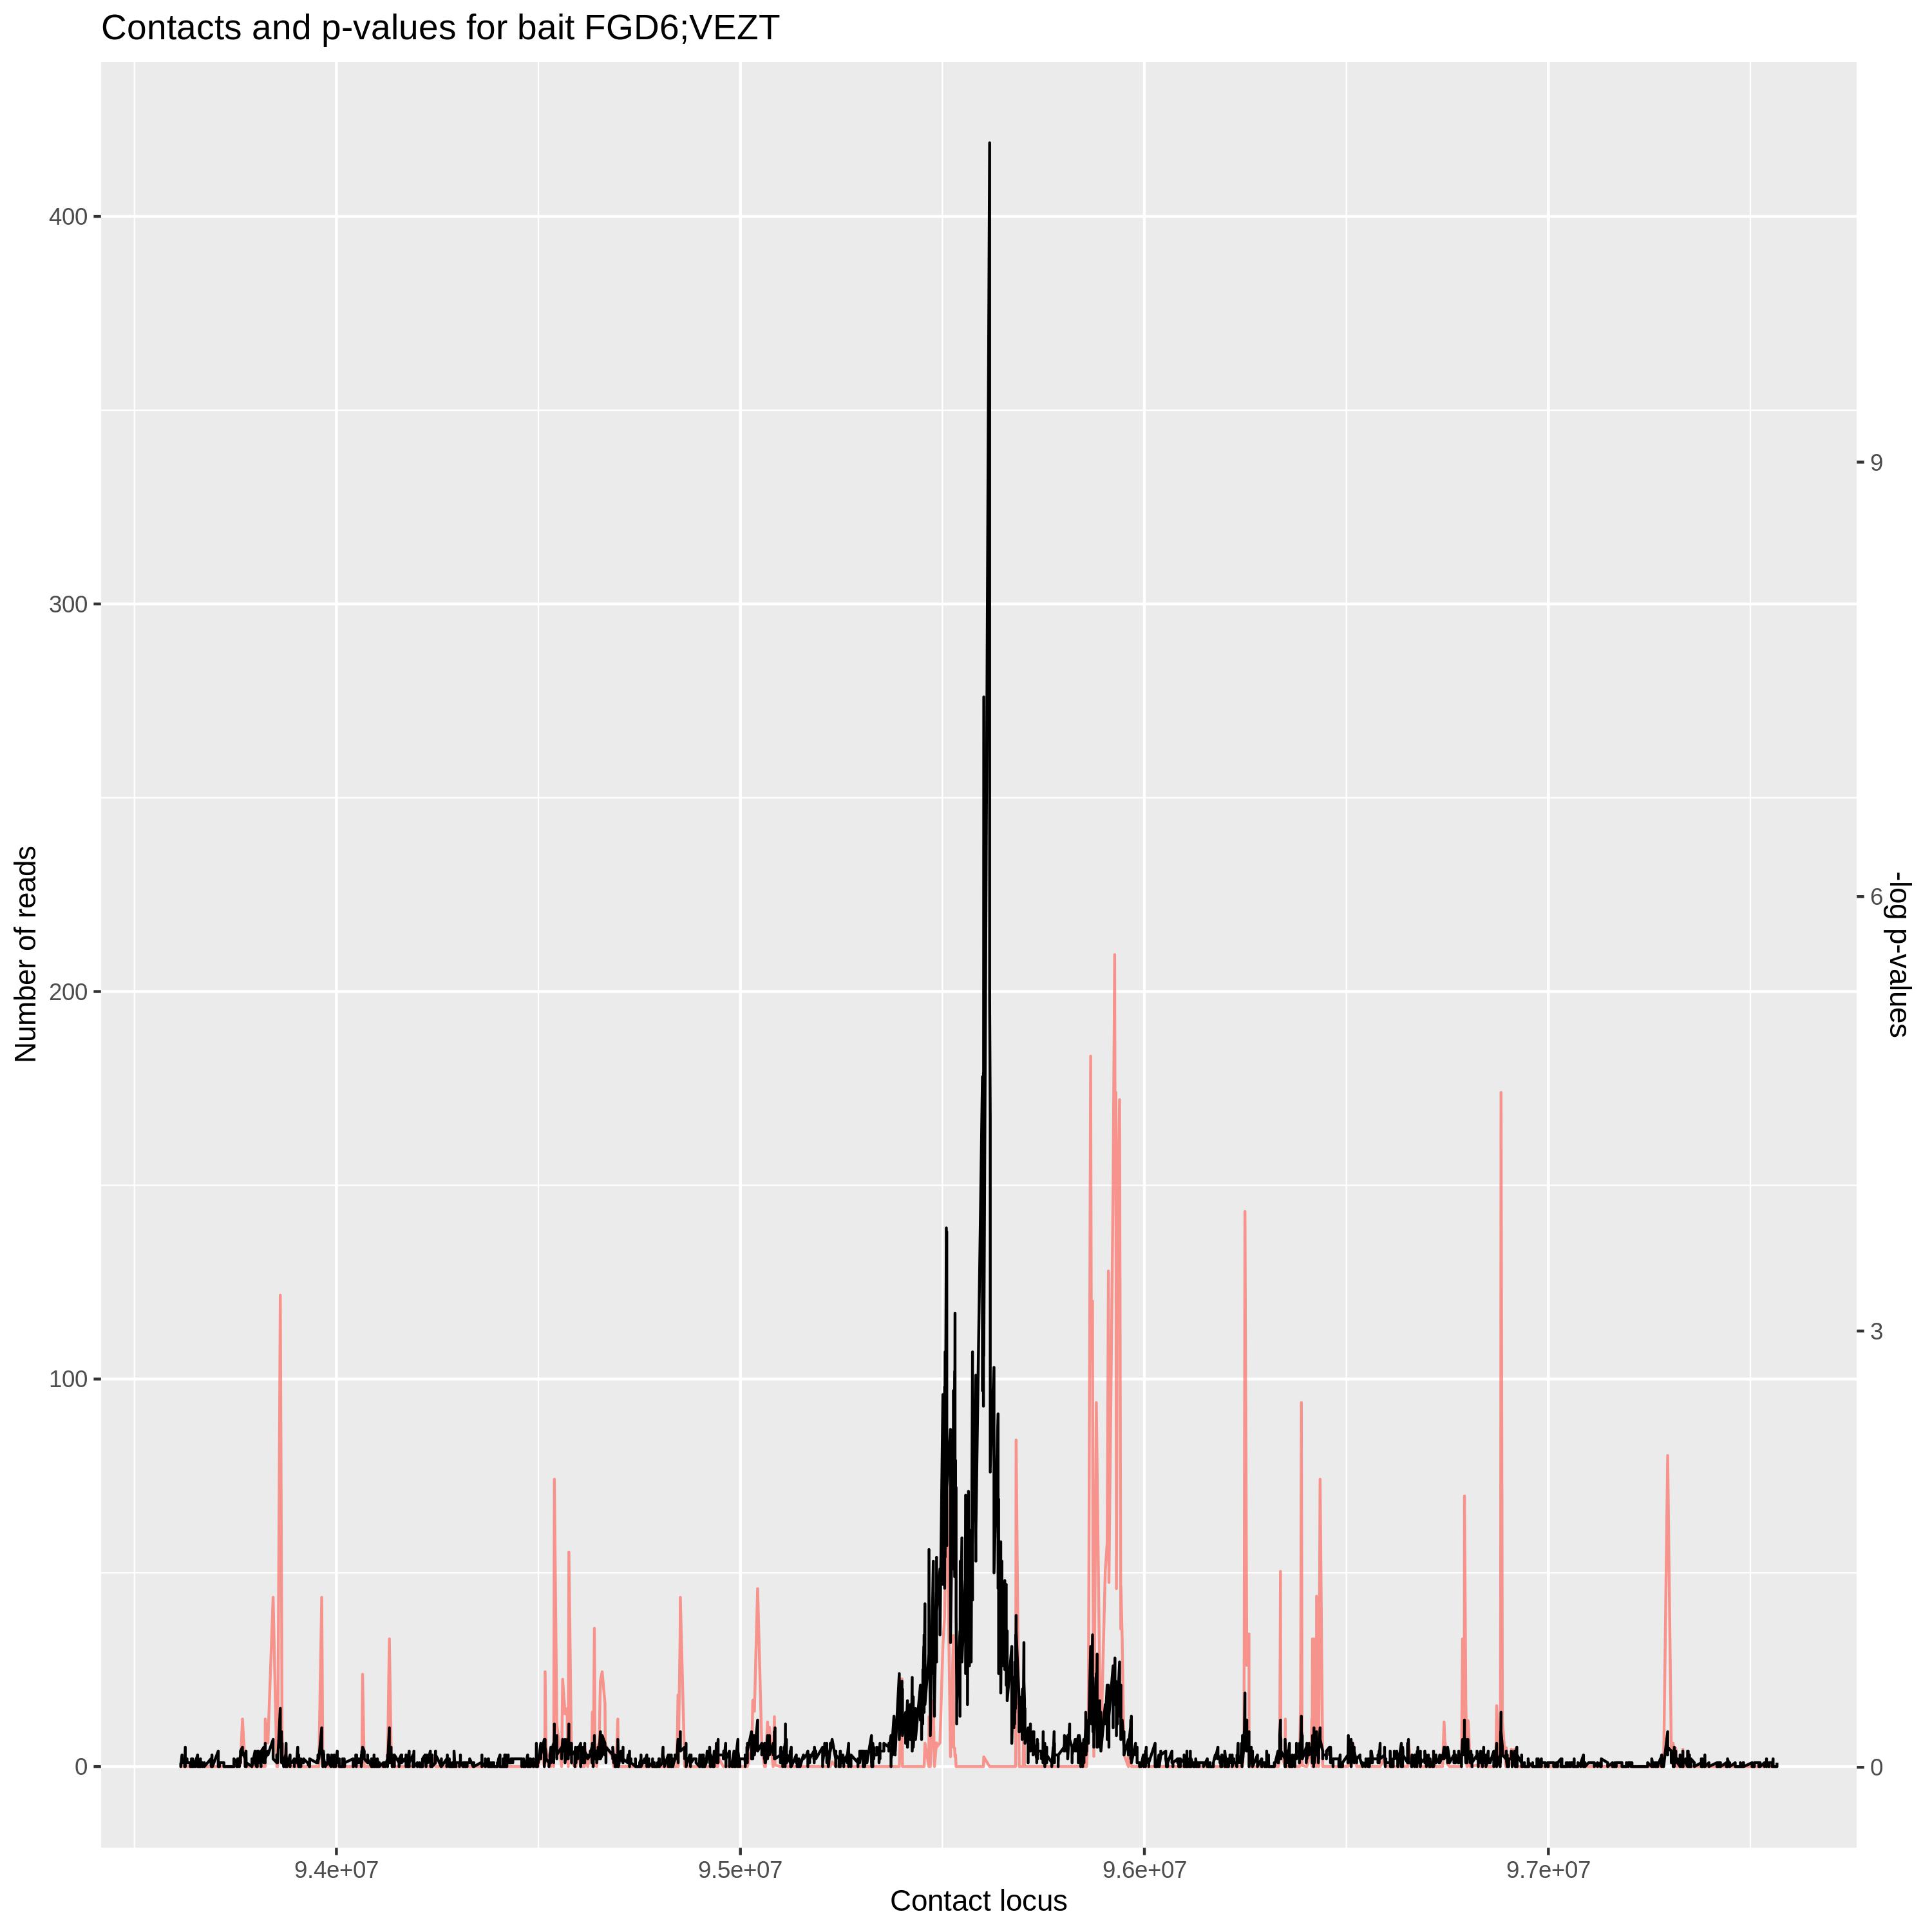 Contacts and p-values for bait FGD6;VEZT
400
300
200
100
0
Number of reads
9
6
3
0
-log p-values
9.4e+07
9.5e+07
9.6e+07
9.7e+07
Contact locus